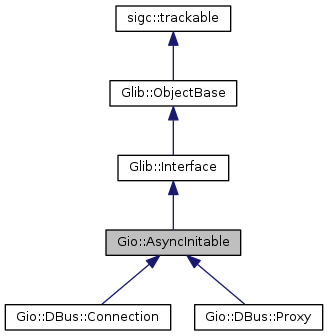 sigc::trackable
Glib::ObjectBase
Glib::Interface
Gio::AsyncInitable
Gio::DBus::Connection
Gio::DBus::Proxy